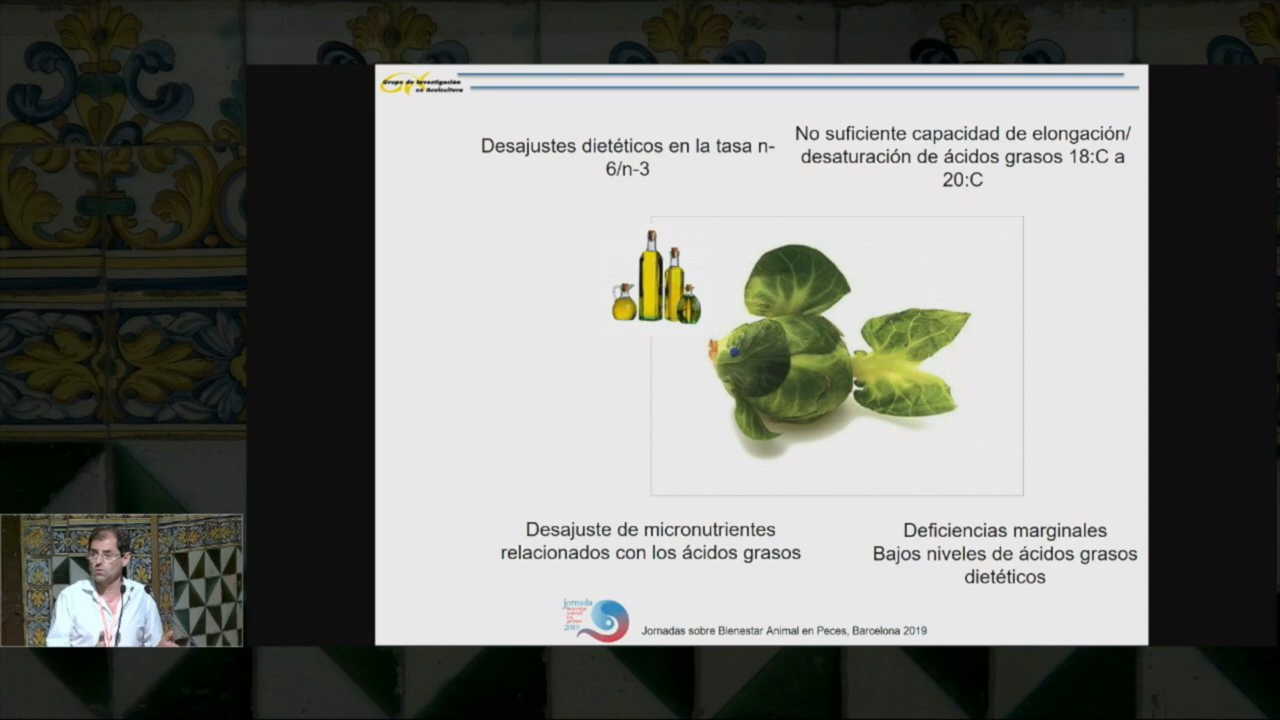 Grupo de Investigación
en Acuicultura
Desajustes dietéticos en la tasa n-
6/n-3
No suficiente capacidad de elongación/
desaturación de ácidos grasos 18:C a
20:C
Desajuste de micronutrientes
relacionados con los ácidos grasos
Deficiencias marginales
Bajos niveles de ácidos grasos
dietéticos
jornada
2019
Jornadas sobre Bienestar Animal en Peces, Barcelona 2019